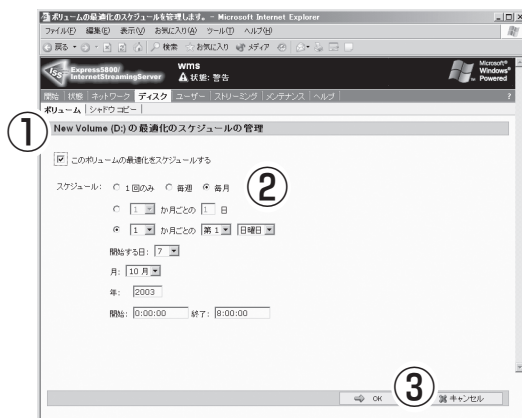 ボリュームの最適化のスケジュールを管理します。 - Microsoft Internet Explorer
ファイル(F) 編集(E) 表示(V) お気に入り(A) ツール(T) ヘルプ(H)
戻る 検索 お気に入り メディア
Express5800/
InternetStreamingServer
wms
状態: 警告
Microsoft®
Windows®
Powered
開始 状態 ネットワーク ディスク ユーザー ストリーミング メンテナンス ヘルプ ?
ボリューム シャドウ コピー
①
New Volume (D:) の最適化のスケジュールの管理
このボリュームの最適化をスケジュールする
スケジュール: 1 回のみ 毎週 毎月
②
1 か月ごとの 1 日
1 か月ごとの 第 1 日曜日
開始する日: 7
月: 10 月
年: 2003
開始: 0:00:00 終了: 8:00:00
③
OK キャンセル